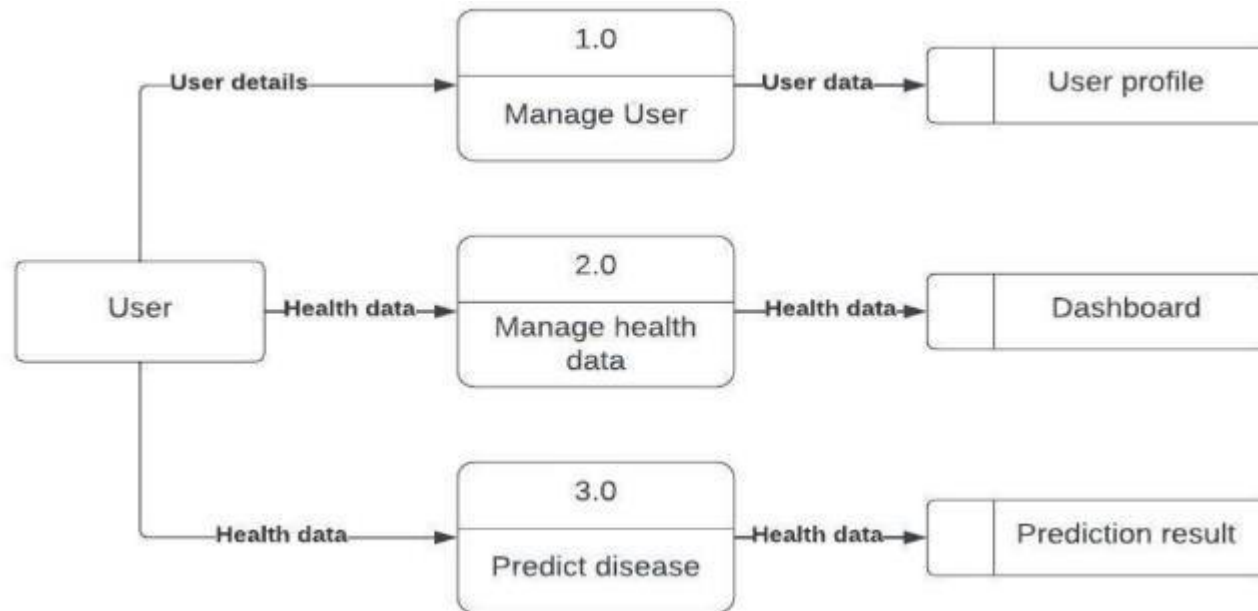 1.0
User details
Manage User
User data
User profile
User
Health data
2.0
Manage health
data
Health data
Dashboard
Health data
3.0
Predict disease
Health data
Prediction result